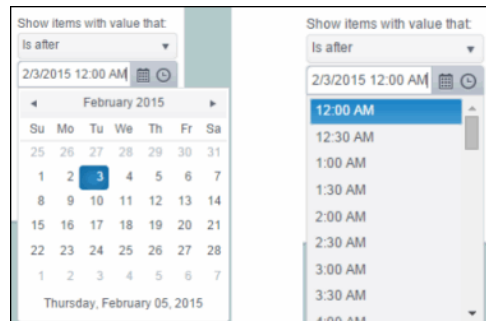 Show items with value that:
Is after
2/3/2015 12:00 AM
February 2015
Su Mo Tu We Th Fr Sa
25 26 27 28 29 30 31
1 2 3 4 5 6 7
8 9 10 11 12 13 14
15 16 17 18 19 20 21
22 23 24 25 26 27 28
1 2 3 4 5 6 7
Thursday, February 05, 2015
Show items with value that:
Is after
2/3/2015 12:00 AM
12:00 AM
12:30 AM
1:00 AM
1:30 AM
2:00 AM
2:30 AM
3:00 AM
3:30 AM
4:00 AM